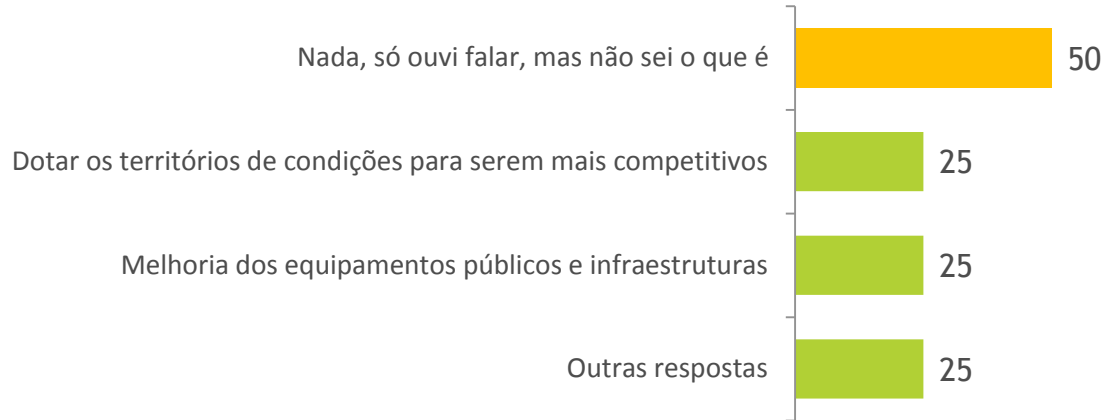 Nada, só ouvi falar, mas não sei o que é 50
Dotar os territórios de condições para serem mais competitivos 25
Melhoria dos equipamentos públicos e infraestruturas 25
Outras respostas 25